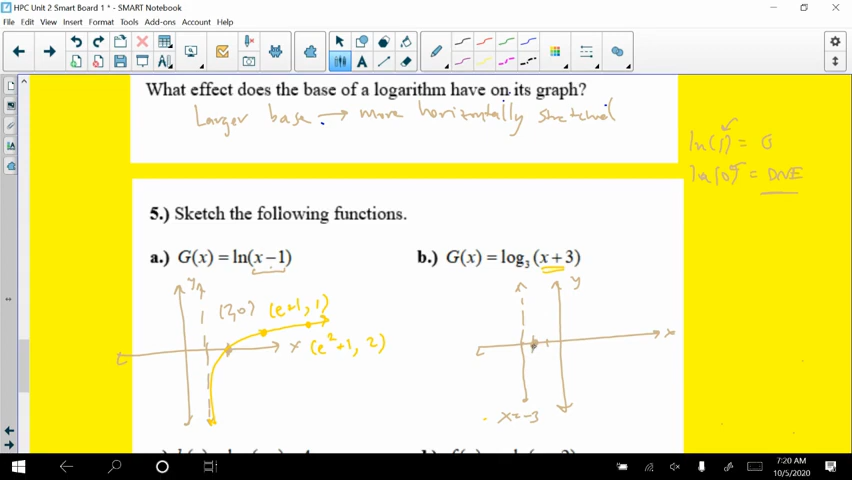 HPC Unit 2 Smart Board 1 * - SMART Notebook
File Edit View Insert Format Tools Add-ons Account Help
What effect does the base of a logarithm have on its graph?
Larger base → more horizontally stretched
ln(1) = 0
ln(0) = DNE
5.) Sketch the following functions.
a.) G(x) = ln(x−1)
b.) G(x) = log₃(x+3)
y
(2,0) (e+1, 1)
x (e²+1, 2)
y
x
x=-3
7:20 AM
10/5/2020